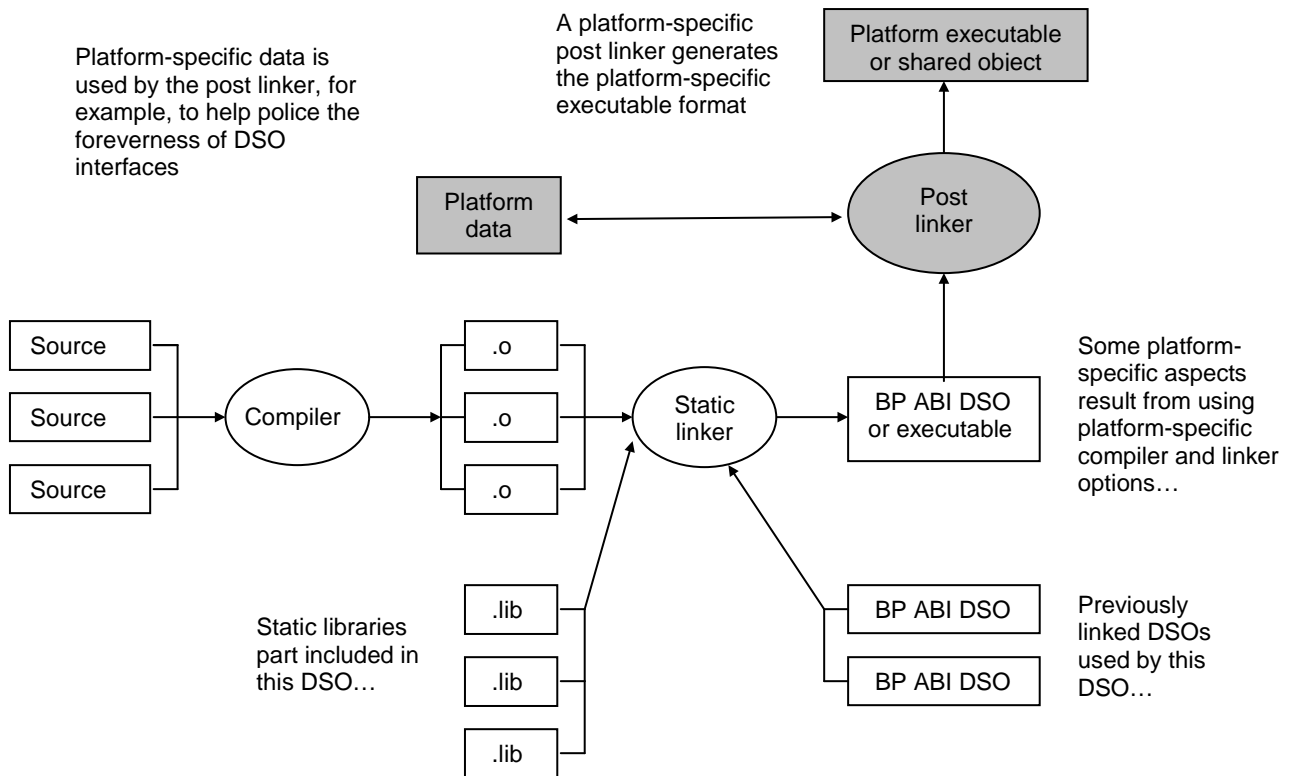 Platform-specific data is
used by the post linker, for
example, to help police the
foreverness of DSO
interfaces
A platform-specific
post linker generates
the platform-specific
executable format
Platform executable
or shared object
Platform
data
Post
linker
Source
Source
Source
Compiler
.o
.o
.o
Static
linker
BP ABI DSO
or executable
Some platform-
specific aspects
result from using
platform-specific
compiler and linker
options…
Static libraries
part included in
this DSO…
.lib
.lib
.lib
BP ABI DSO
BP ABI DSO
Previously
linked DSOs
used by this
DSO…